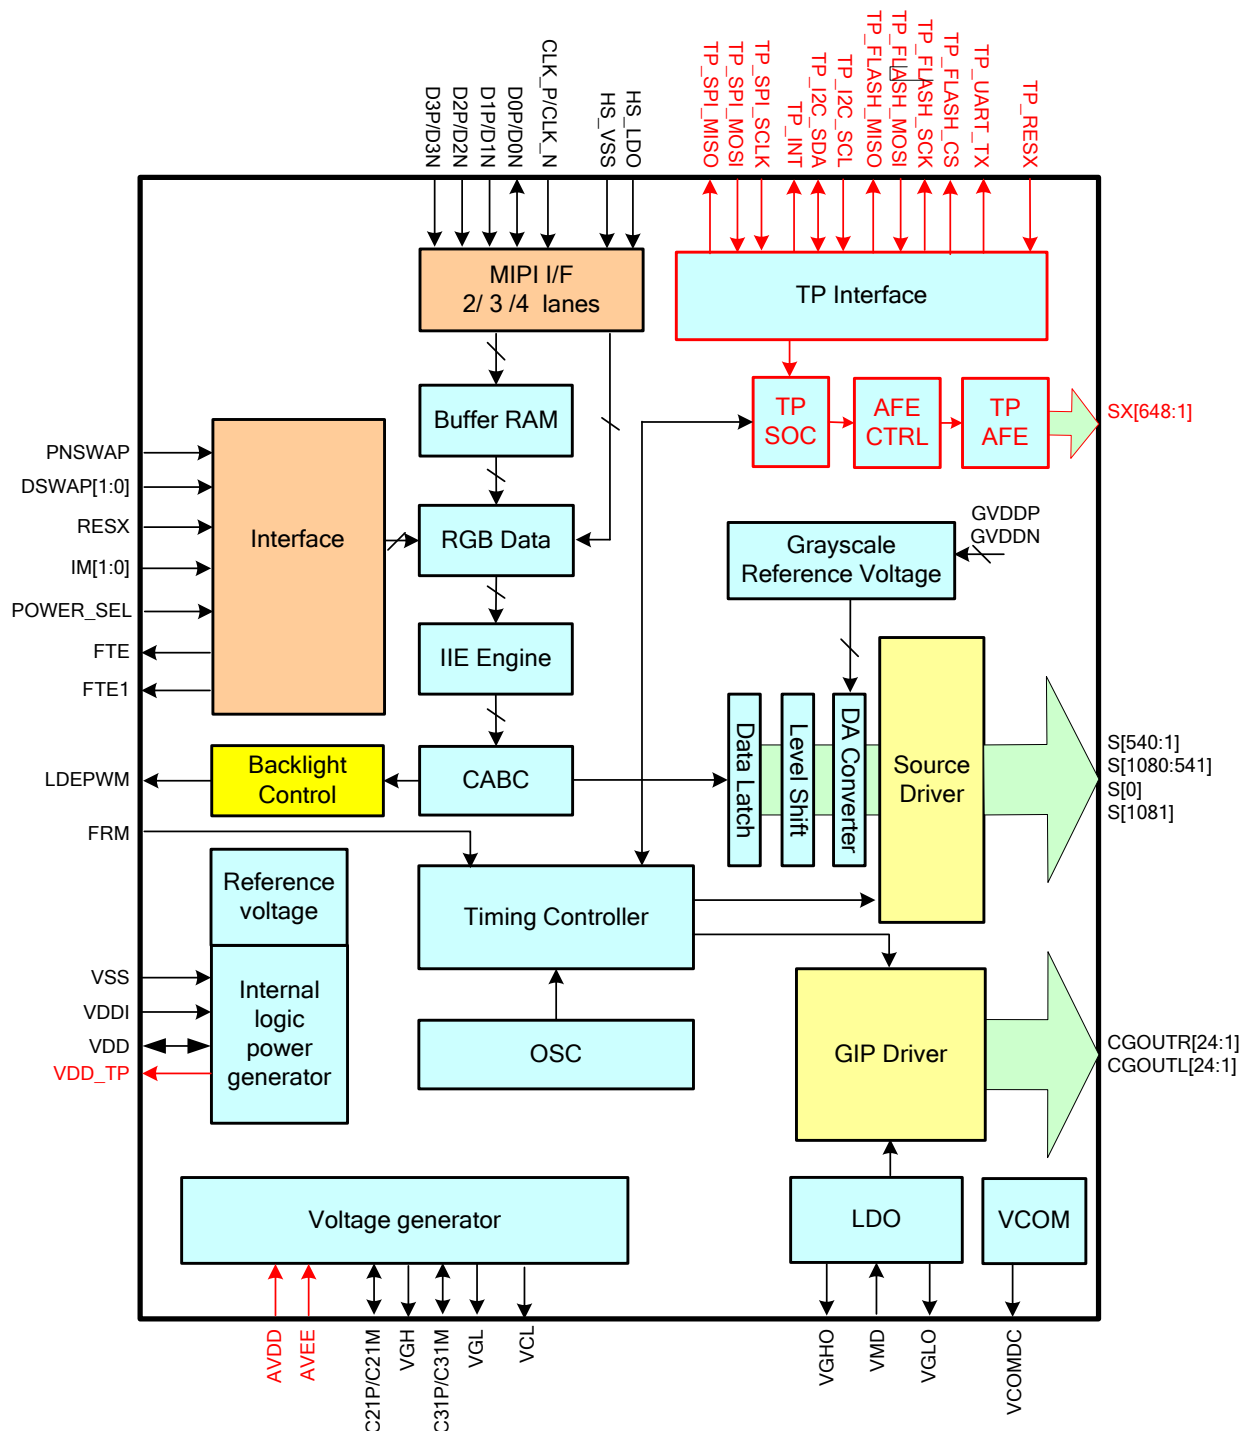 D3P/D3N
D2P/D2N
D1P/D1N
D0P/D0N
CLK_P/CLK_N
HS_VSS
HS_LDO
TP_SPI_MISO
TP_SPI_MOSI
TP_SPI_SCLK
TP_INT
TP_I2C_SDA
TP_I2C_SCL
TP_FLASH_MISO
TP_FLASH_MOSI
TP_FLASH_SCK
TP_FLASH_CS
TP_UART_TX
TP_RESX
MIPI I/F
2/ 3 /4 lanes
TP Interface
Buffer RAM
TP
SOC
AFE
CTRL
TP
AFE
SX[648:1]
PNSWAP
DSWAP[1:0]
RESX
IM[1:0]
POWER_SEL
FTE
FTE1
Interface
RGB Data
Grayscale
Reference Voltage
GVDDP
GVDDN
IIE Engine
LDEPWM
Backlight
Control
CABC
Data Latch
Level Shift
DA Converter
Source
Driver
S[540:1]
S[1080:541]
S[0]
S[1081]
FRM
Reference
voltage
Timing Controller
VSS
VDDI
VDD
VDD_TP
Internal
logic
power
generator
OSC
GIP Driver
CGOUTR[24:1]
CGOUTL[24:1]
Voltage generator
LDO
VCOM
AVDD
AVEE
C21P/C21M
VGH
C31P/C31M
VGL
VCL
VGHO
VMD
VGLO
VCOMDC